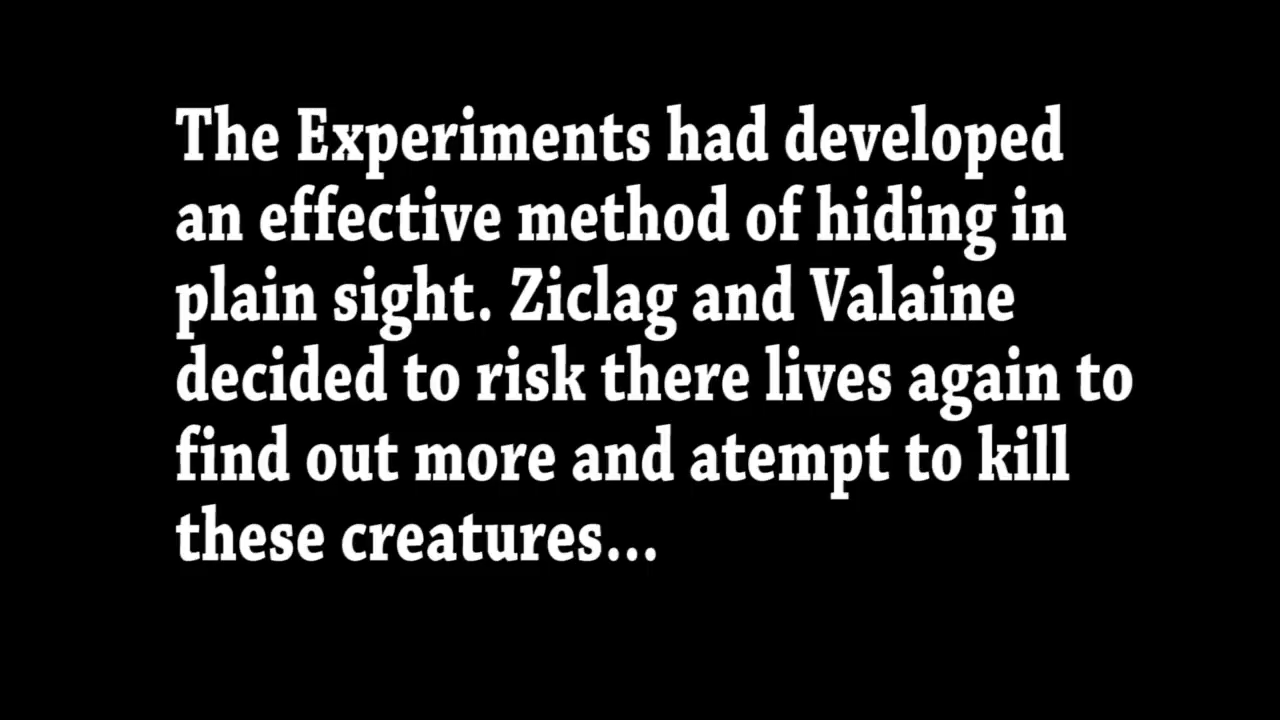 The Experiments had developed
an effective method of hiding in
plain sight. Ziclag and Valaine
decided to risk there lives again to
find out more and atempt to kill
these creatures...